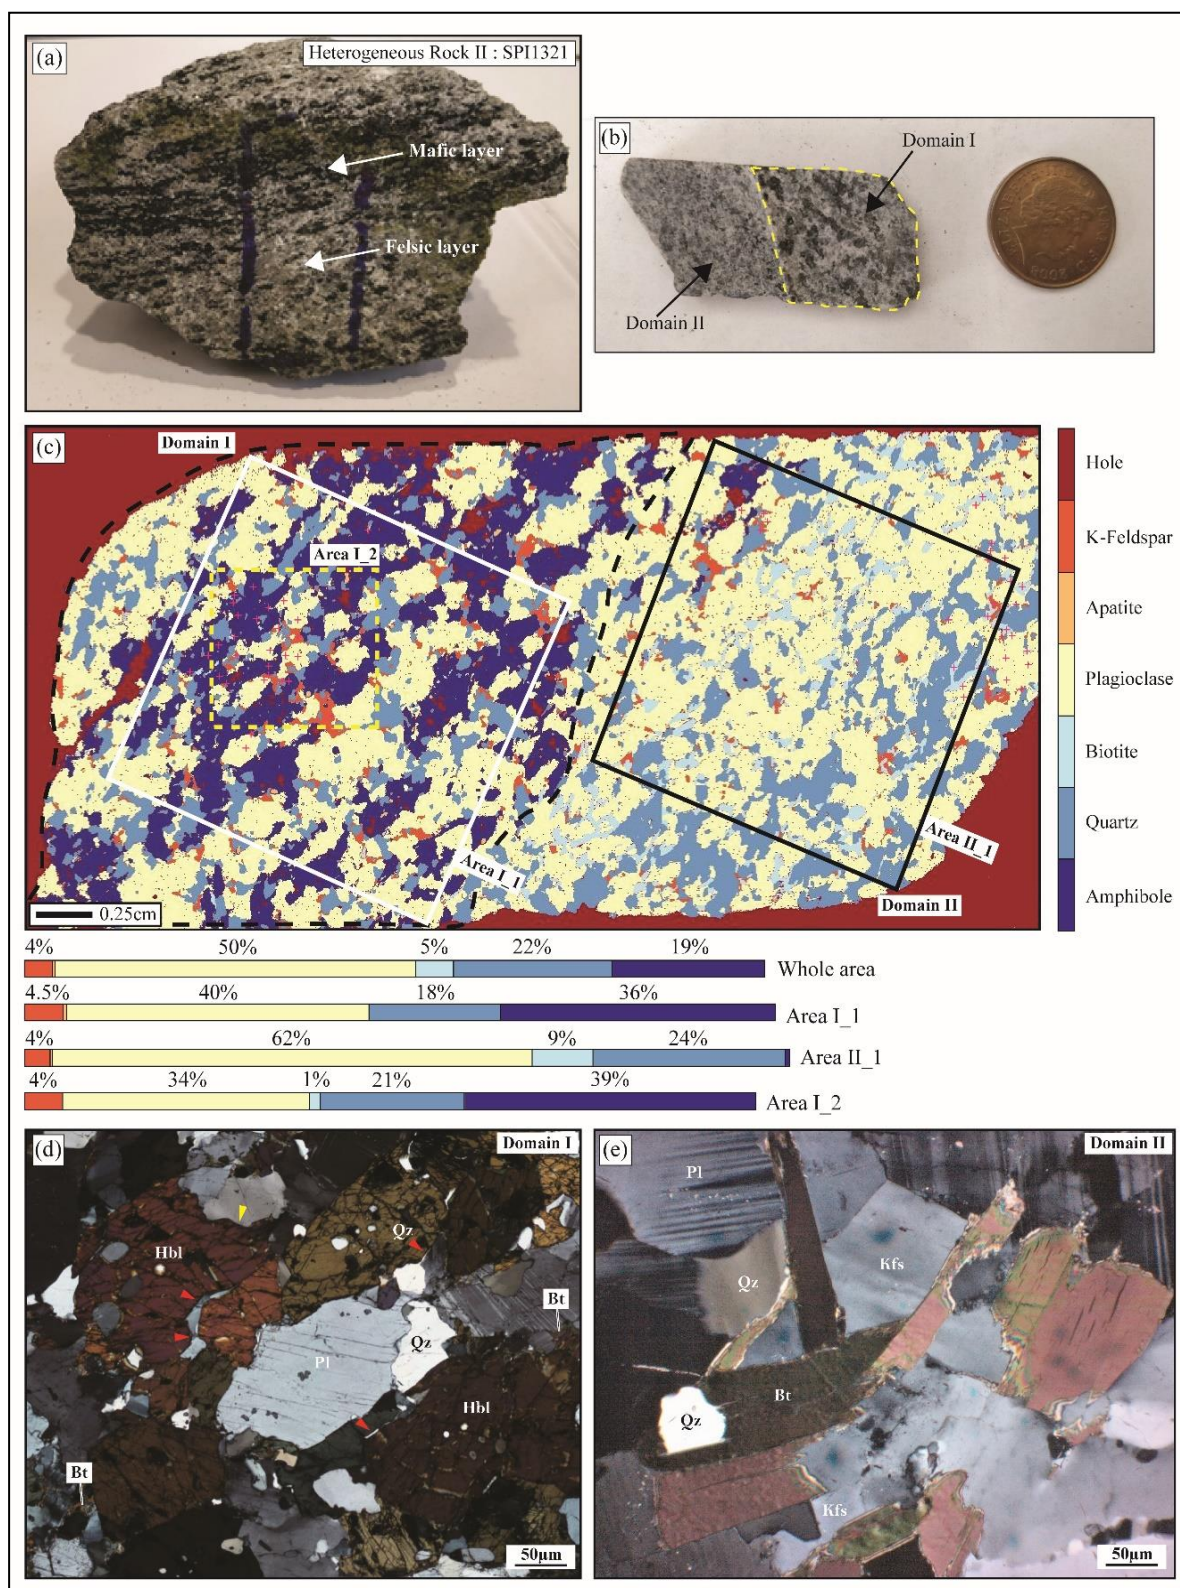 (a)
Heterogeneous Rock II : SPI1321
Mafic layer
Felsic layer
(b)
Domain I
Domain II
2008
(c)
Domain I
Area I_2
Area I_1
Area II_1
Domain II
0.25cm
Hole
K-Feldspar
Apatite
Plagioclase
Biotite
Quartz
Amphibole
4% 50% 5% 22% 19%
Whole area
4.5% 40% 18% 36%
Area I_1
4% 62% 9% 24%
Area II_1
4% 34% 1% 21% 39%
Area I_2
(d)
Domain I
Qz
Hbl
Bt
Qz
Pl
Hbl
Bt
50μm
(e)
Domain II
Pl
Kfs
Qz
Bt
Qz
Kfs
50μm